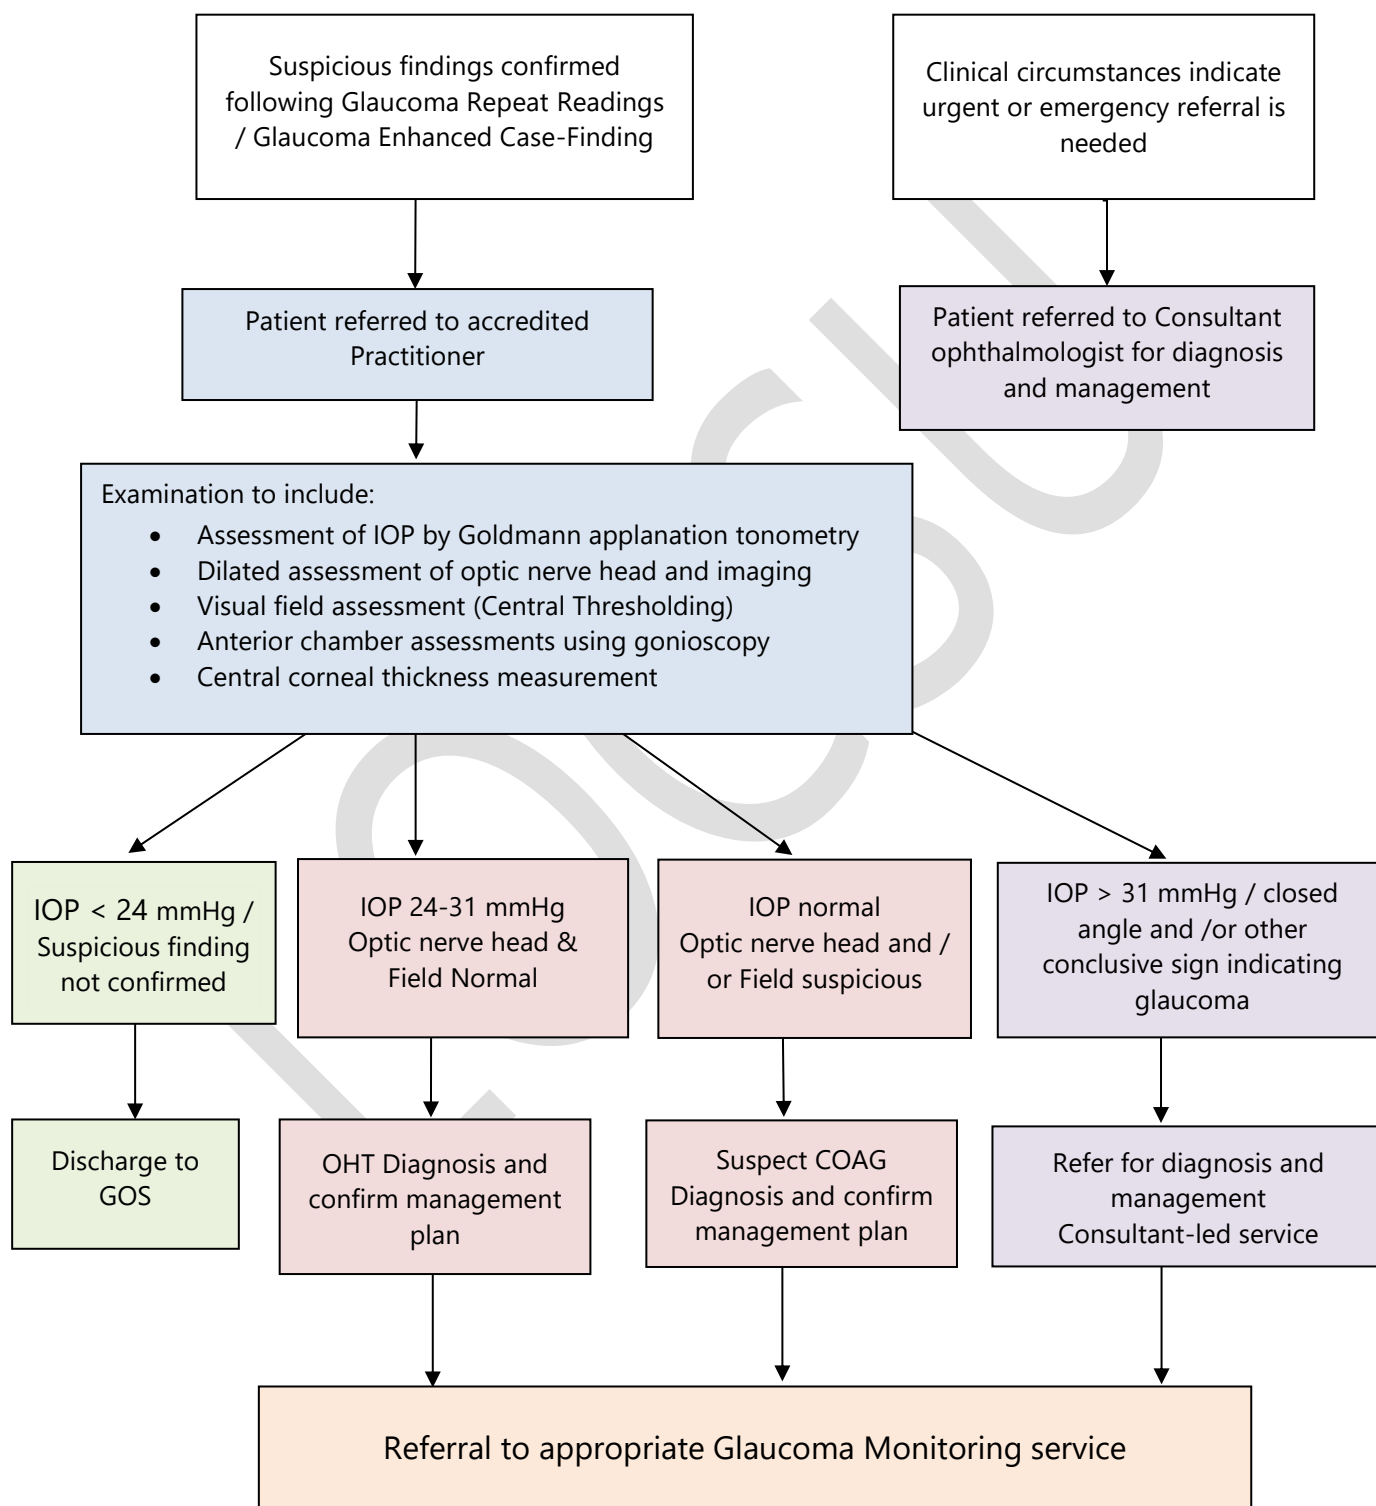 Suspicious findings confirmed
following Glaucoma Repeat Readings
/ Glaucoma Enhanced Case-Finding
Clinical circumstances indicate
urgent or emergency referral is
needed
Patient referred to accredited
Practitioner
Patient referred to Consultant
ophthalmologist for diagnosis
and management
Examination to include:
• Assessment of IOP by Goldmann applanation tonometry
• Dilated assessment of optic nerve head and imaging
• Visual field assessment (Central Thresholding)
• Anterior chamber assessments using gonioscopy
• Central corneal thickness measurement
IOP < 24 mmHg /
Suspicious finding
not confirmed
IOP 24-31 mmHg
Optic nerve head &
Field Normal
IOP normal
Optic nerve head and /
or Field suspicious
IOP > 31 mmHg / closed
angle and /or other
conclusive sign indicating
glaucoma
Discharge to
GOS
OHT Diagnosis and
confirm management
plan
Suspect COAG
Diagnosis and confirm
management plan
Refer for diagnosis and
management
Consultant-led service
Referral to appropriate Glaucoma Monitoring service
LOCSU